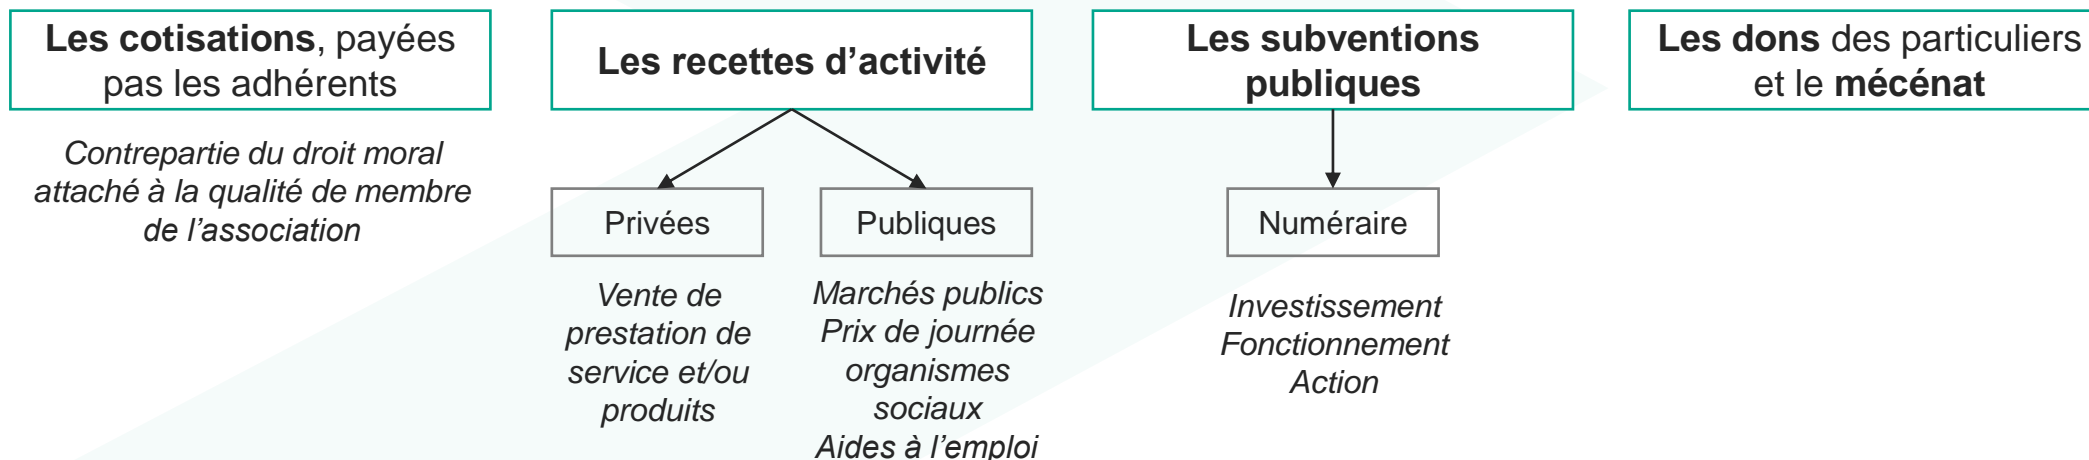 Les cotisations, payées
pas les adhérents
Contrepartie du droit moral
attaché à la qualité de membre
de l’association
Les recettes d’activité
Privées
Vente de
prestation de
service et/ou
produits
Publiques
Marchés publics
Prix de journée
organismes
sociaux
Aides à l’emploi
Les subventions
publiques
Numéraire
Investissement
Fonctionnement
Action
Les dons des particuliers
et le mécénat